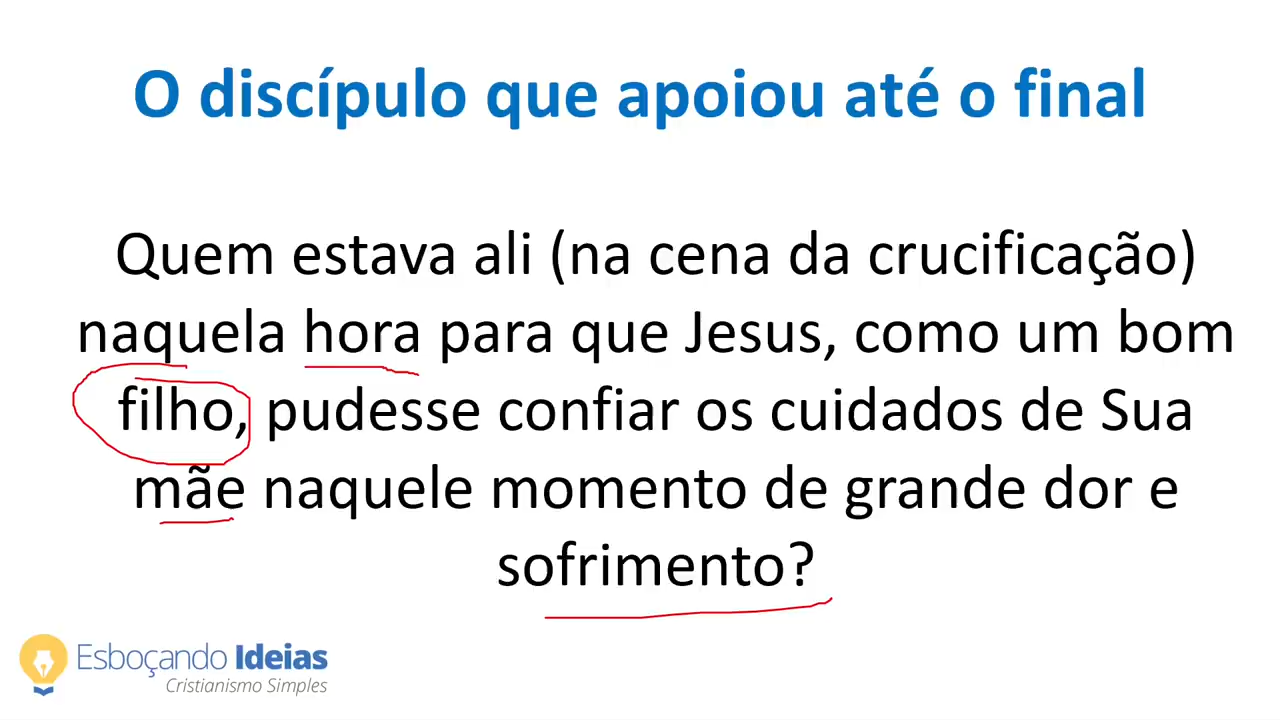 O discípulo que apoiou até o final
Quem estava ali (na cena da crucificação)
naquela hora para que Jesus, como um bom
filho, pudesse confiar os cuidados de Sua
mãe naquele momento de grande dor e
sofrimento?
Esboçando Ideias
Cristianismo Simples